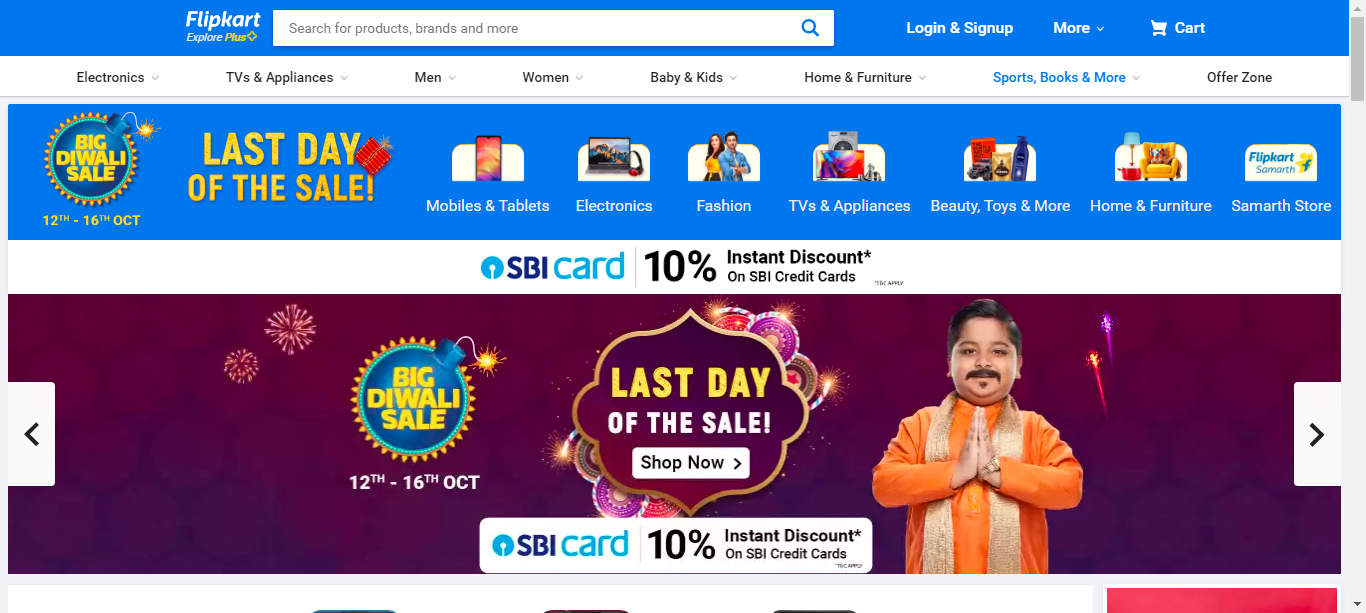 Flipkart
Explore Plus
Search for products, brands and more
Login & Signup
More
Cart
Electronics
TVs & Appliances
Men
Women
Baby & Kids
Home & Furniture
Sports, Books & More
Offer Zone
BIG
DIWALI
SALE
12TH - 16TH OCT
LAST DAY
OF THE SALE!
Mobiles & Tablets
Electronics
Fashion
TVs & Appliances
Beauty, Toys & More
Home & Furniture
Flipkart
Samarth
Samarth Store
SBI card
10%
Instant Discount*
On SBI Credit Cards
*T&C APPLY
BIG
DIWALI
SALE
12TH - 16TH OCT
LAST DAY
OF THE SALE!
Shop Now
SBI card
10%
Instant Discount*
On SBI Credit Cards
*T&C APPLY